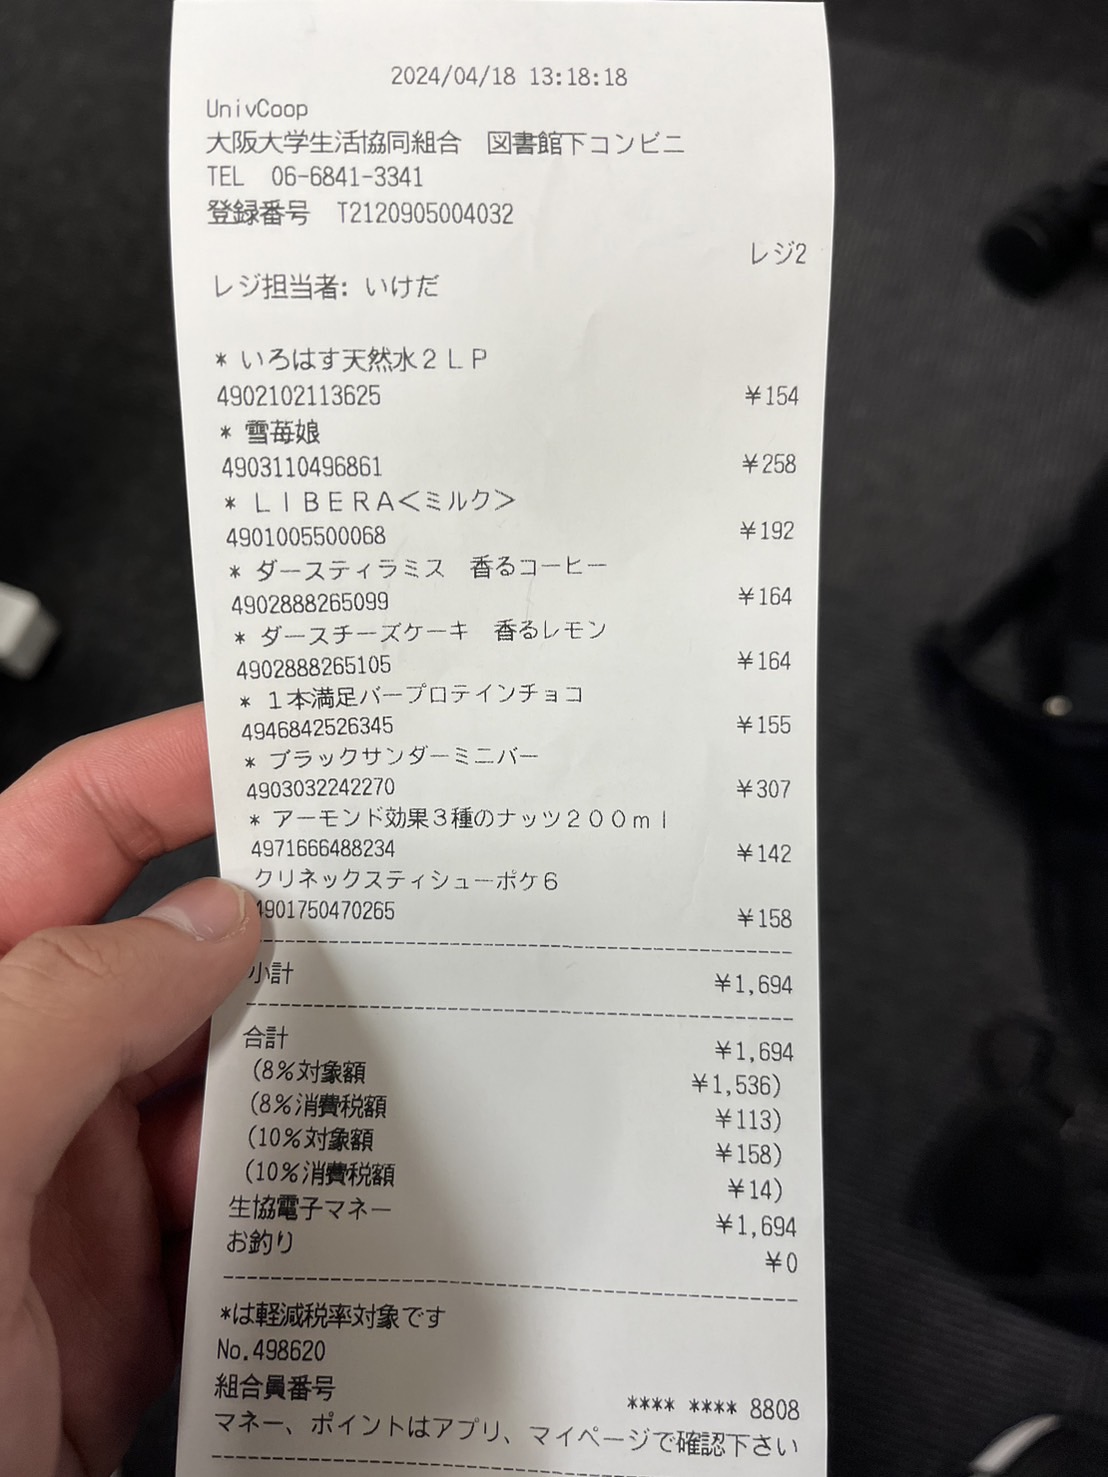 2024/04/18 13:18:18
UnivCoop
大阪大学生活協同組合　図書館下コンビニ
TEL　06-6841-3341
登録番号　T2120905004032
レジ2
レジ担当者: いけだ
* いろはす天然水２ＬＰ
4902102113625 ¥154
* 雪苺娘
4903110496861 ¥258
* ＬＩＢＥＲＡ＜ミルク＞
4901005500068 ¥192
* ダースティラミス　香るコーヒー
4902888265099 ¥164
* ダースチーズケーキ　香るレモン
4902888265105 ¥164
* １本満足バープロテインチョコ
4946842526345 ¥155
* ブラックサンダーミニバー
4903032242270 ¥307
* アーモンド効果３種のナッツ２００ｍｌ
4971666488234 ¥142
クリネックスティシューポケ６
4901750470265 ¥158
小計 ¥1,694
合計 ¥1,694
(8%対象額 ¥1,536)
(8%消費税額 ¥113)
(10%対象額 ¥158)
(10%消費税額 ¥14)
生協電子マネー ¥1,694
お釣り ¥0
*は軽減税率対象です
No.498620
組合員番号 **** **** 8808
マネー、ポイントはアプリ、マイページで確認下さい